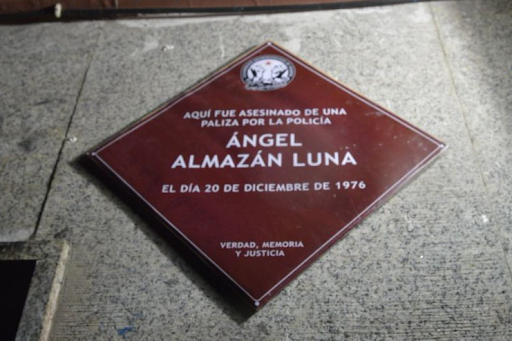 AQUÍ FUE ASESINADO DE UNA
PALIZA POR LA POLICÍA
ÁNGEL
ALMAZÁN LUNA
EL DÍA 20 DE DICIEMBRE DE 1976
VERDAD, MEMORIA
Y JUSTICIA